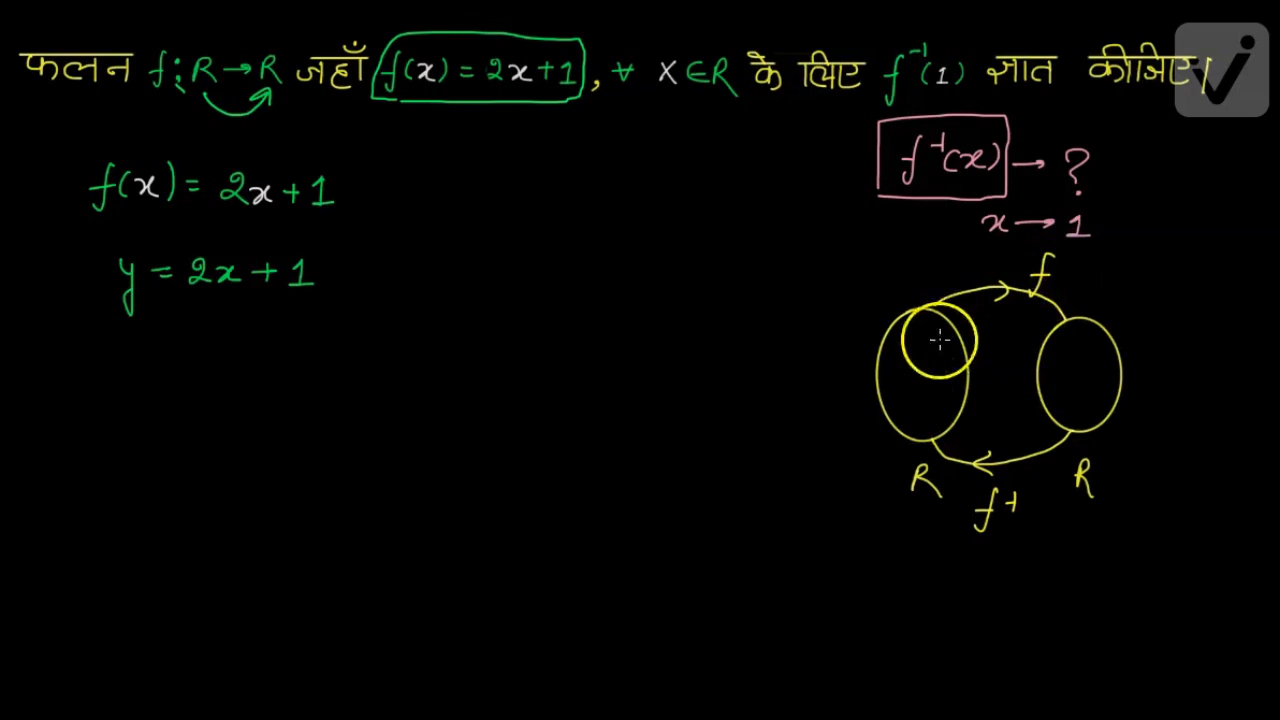 फलन f: R → R जहाँ f(x) = 2x+1, ∀ x ∈ R के लिए f⁻¹(1) ज्ञात कीजिए।
f⁻¹(x) → ?
f(x) = 2x + 1
x → 1
y = 2x + 1
f
R R
f⁻¹